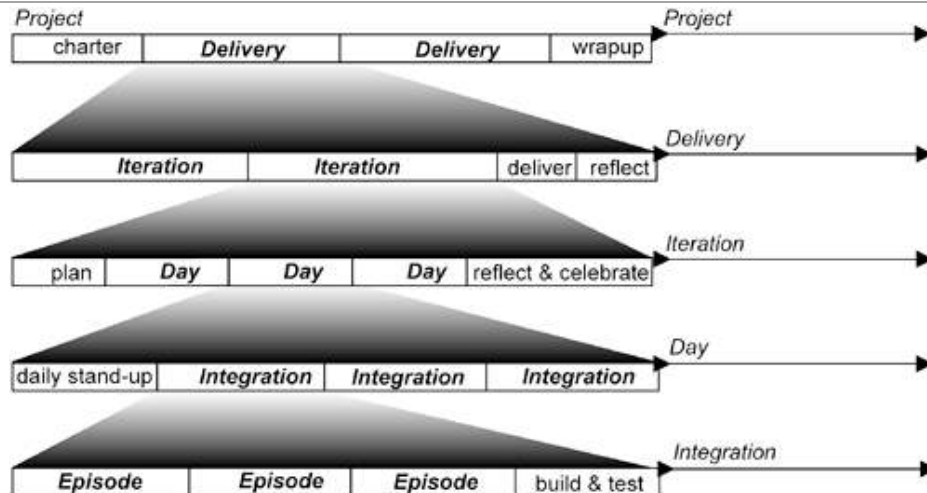 Project Project
charter Delivery Delivery wrapup
Delivery
Iteration Iteration deliver reflect
Iteration
plan Day Day Day reflect & celebrate
Day
daily stand-up Integration Integration Integration
Integration
Episode Episode Episode build & test